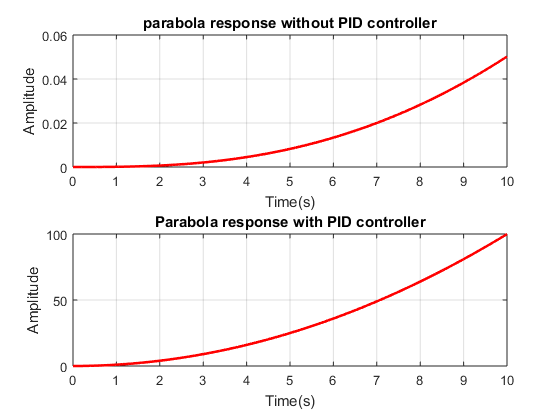 parabola response without PID controller
0.06
0.04
0.02
0
Amplitude
0 1 2 3 4 5 6 7 8 9 10
Time(s)
Parabola response with PID controller
100
50
0
Amplitude
0 1 2 3 4 5 6 7 8 9 10
Time(s)